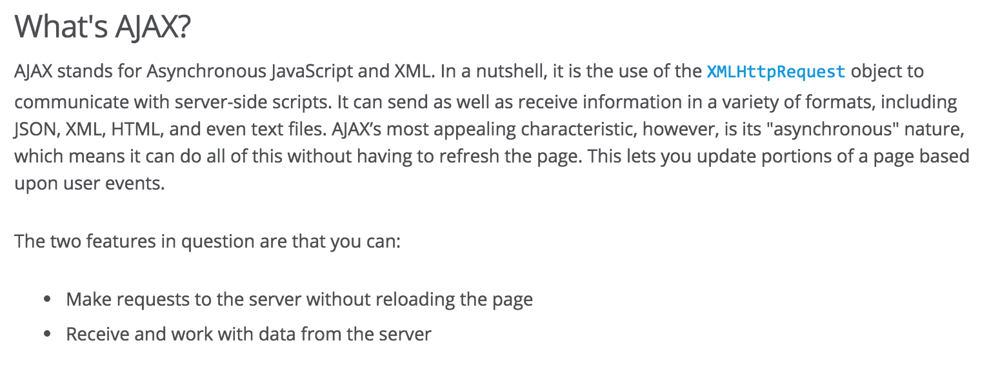 What's AJAX?
AJAX stands for Asynchronous JavaScript and XML. In a nutshell, it is the use of the XMLHttpRequest object to
communicate with server-side scripts. It can send as well as receive information in a variety of formats, including
JSON, XML, HTML, and even text files. AJAX’s most appealing characteristic, however, is its "asynchronous" nature,
which means it can do all of this without having to refresh the page. This lets you update portions of a page based
upon user events.
The two features in question are that you can:
• Make requests to the server without reloading the page
• Receive and work with data from the server